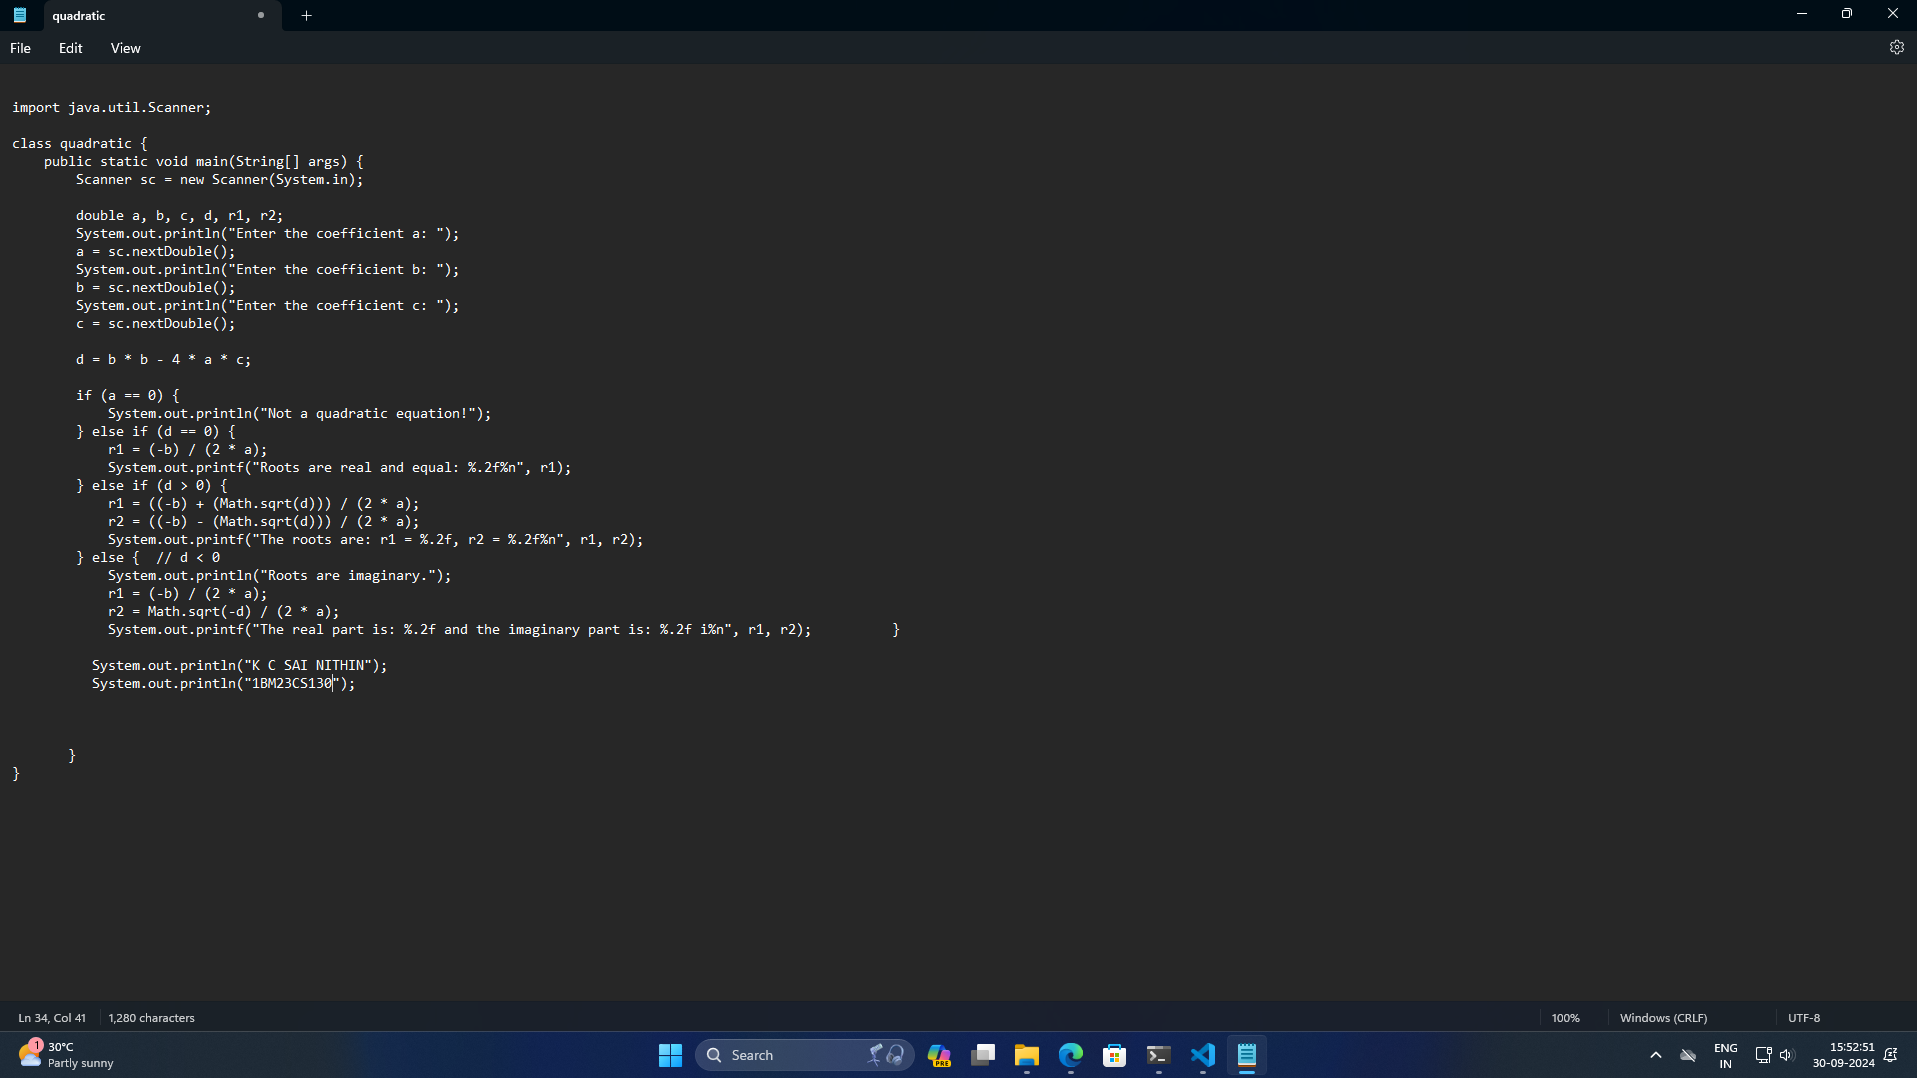 quadratic
File Edit View
import java.util.Scanner;
class quadratic {
    public static void main(String[] args) {
        Scanner sc = new Scanner(System.in);
        double a, b, c, d, r1, r2;
        System.out.println("Enter the coefficient a: ");
        a = sc.nextDouble();
        System.out.println("Enter the coefficient b: ");
        b = sc.nextDouble();
        System.out.println("Enter the coefficient c: ");
        c = sc.nextDouble();
        d = b * b - 4 * a * c;
        if (a == 0) {
            System.out.println("Not a quadratic equation!");
        } else if (d == 0) {
            r1 = (-b) / (2 * a);
            System.out.printf("Roots are real and equal: %.2f%n", r1);
        } else if (d > 0) {
            r1 = ((-b) + (Math.sqrt(d))) / (2 * a);
            r2 = ((-b) - (Math.sqrt(d))) / (2 * a);
            System.out.printf("The roots are: r1 = %.2f, r2 = %.2f%n", r1, r2);
        } else {  // d < 0
            System.out.println("Roots are imaginary.");
            r1 = (-b) / (2 * a);
            r2 = Math.sqrt(-d) / (2 * a);
            System.out.printf("The real part is: %.2f and the imaginary part is: %.2f i%n", r1, r2);          }
          System.out.println("K C SAI NITHIN");
          System.out.println("1BM23CS130");
       }
}
Ln 34, Col 41 1,280 characters 100% Windows (CRLF) UTF-8
1
30°C
Partly sunny
Search
PRE
ENG
IN
15:52:51
30-09-2024